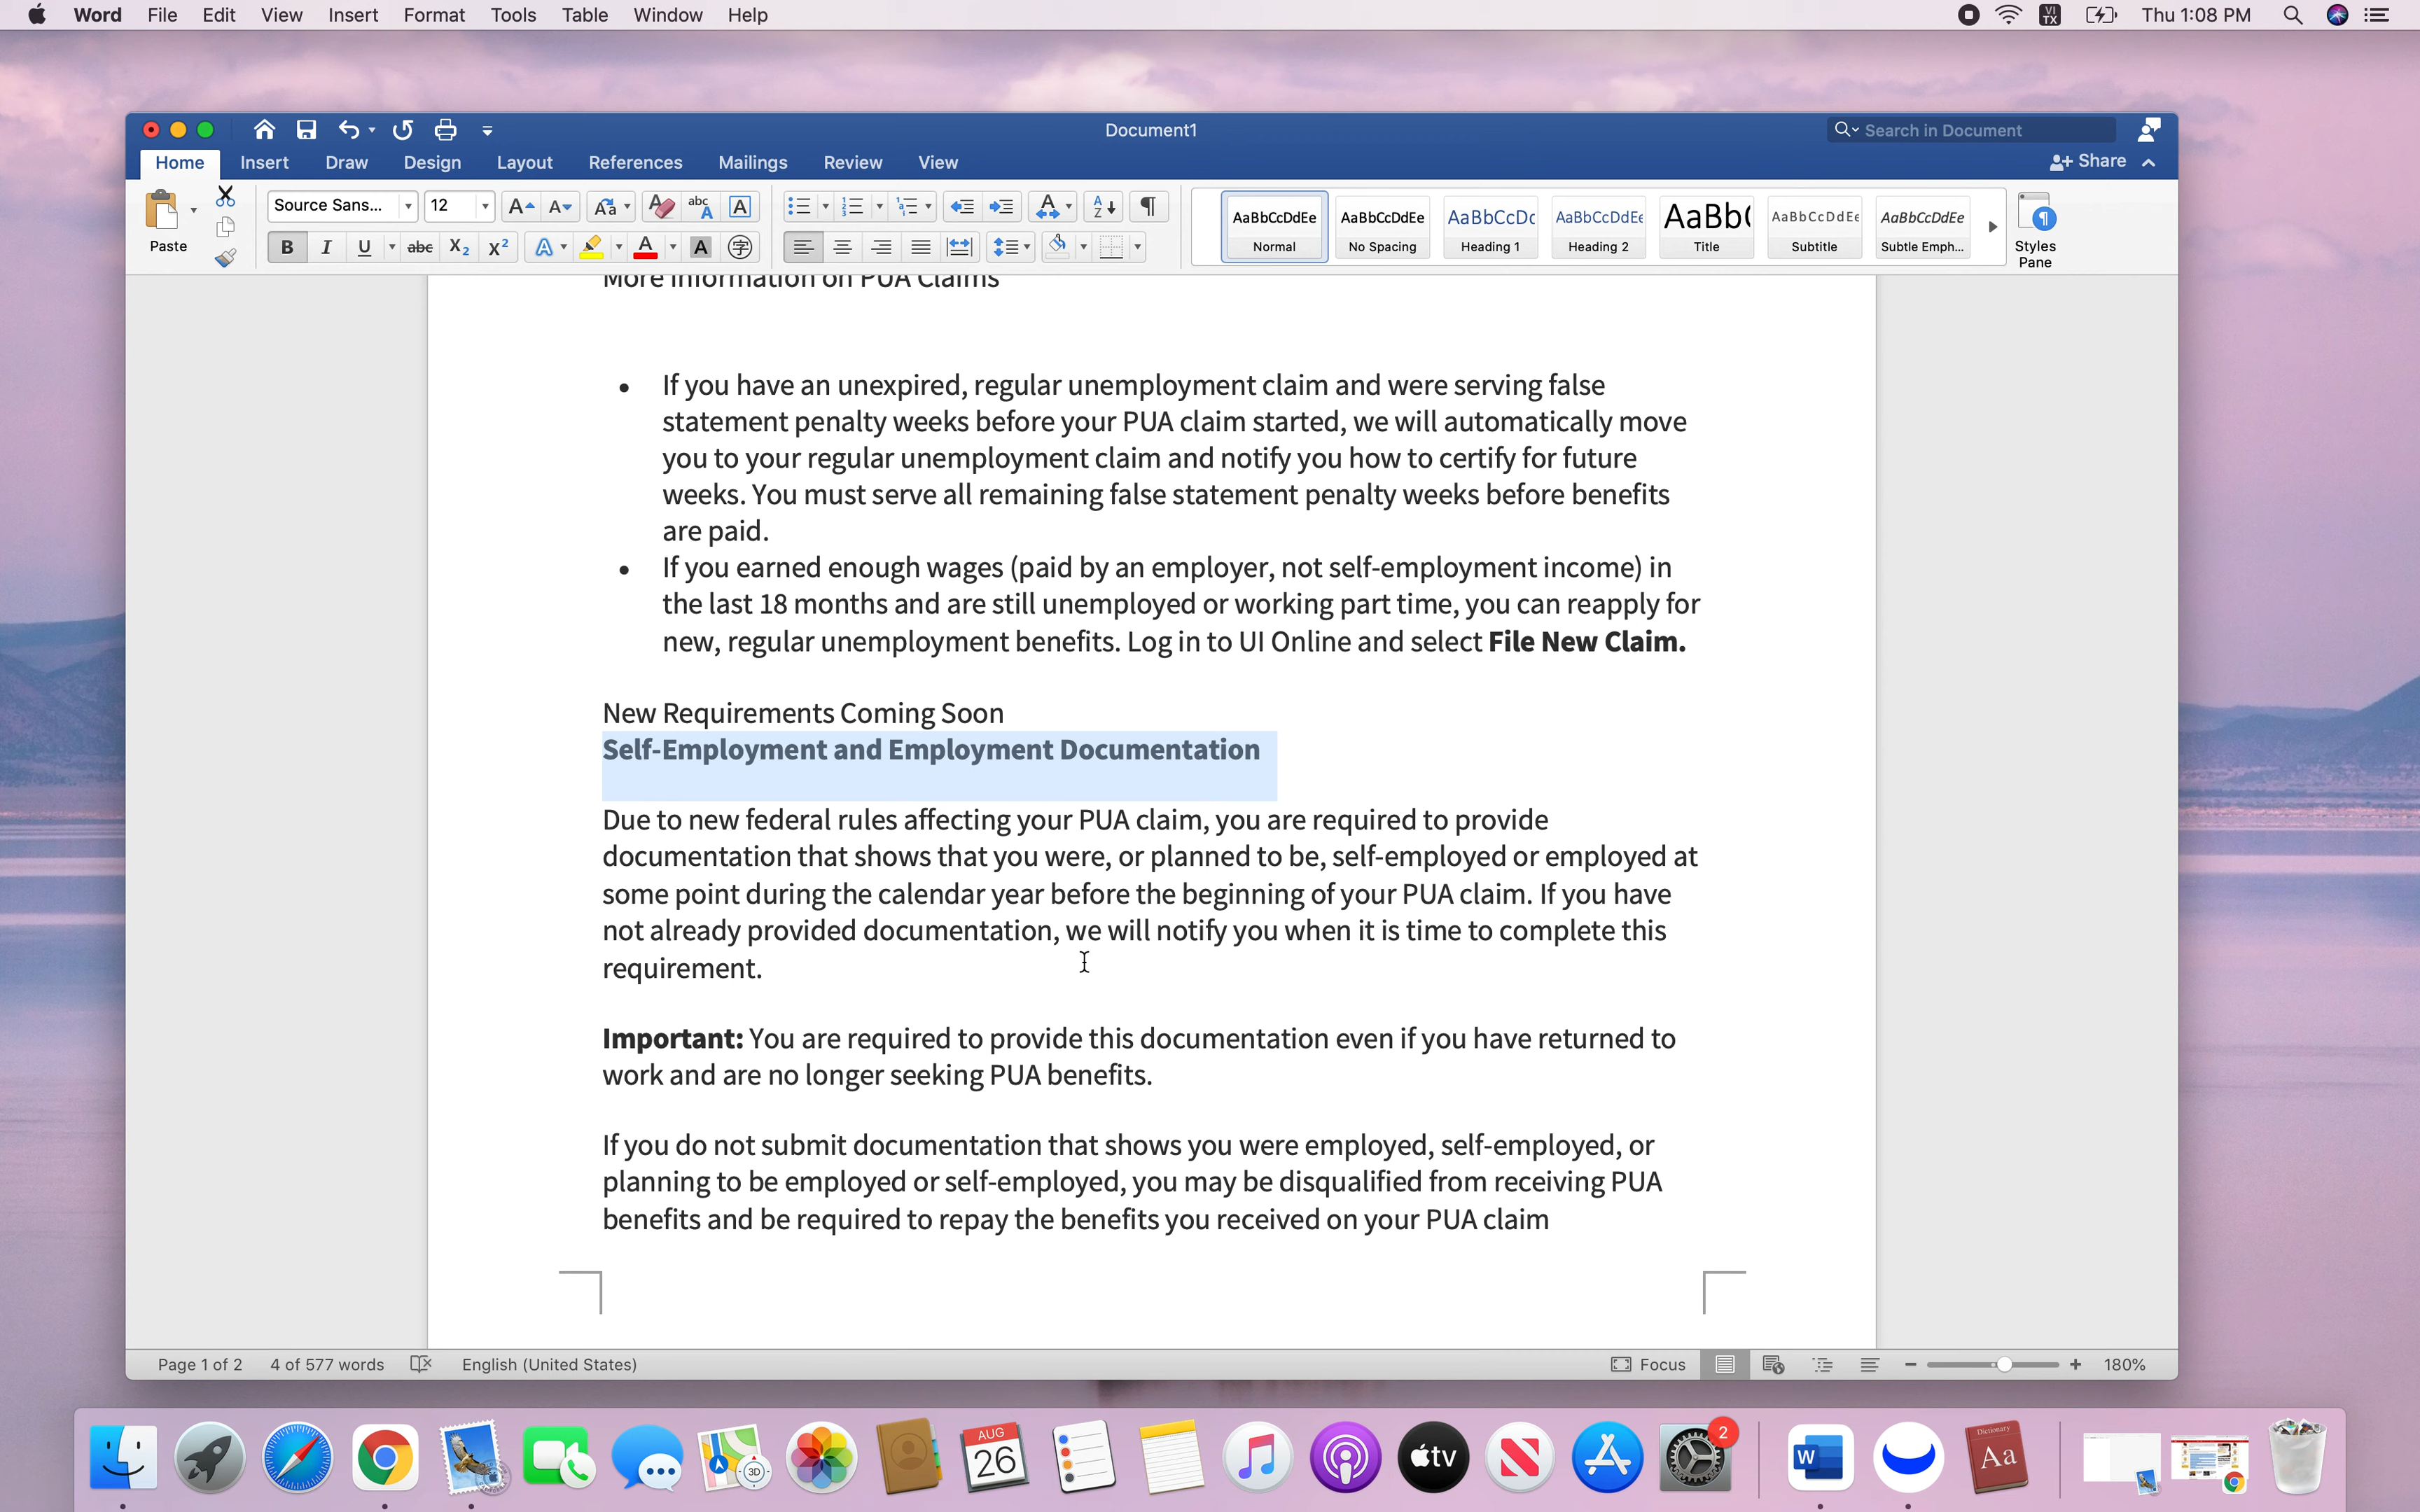 Word File Edit View Insert Format Tools Table Window Help
VI TX Thu 1:08 PM
Document1
Search in Document
Home Insert Draw Design Layout References Mailings Review View
Share
Source Sans... 12
Paste
AaBbCcDdEe Normal
AaBbCcDdEe No Spacing
AaBbCcDc Heading 1
AaBbCcDdEe Heading 2
AaBb( Title
AaBbCcDdEe Subtitle
AaBbCcDdEe Subtle Emph...
Styles Pane
More Information on PUA Claims
• If you have an unexpired, regular unemployment claim and were serving false
statement penalty weeks before your PUA claim started, we will automatically move
you to your regular unemployment claim and notify you how to certify for future
weeks. You must serve all remaining false statement penalty weeks before benefits
are paid.
• If you earned enough wages (paid by an employer, not self-employment income) in
the last 18 months and are still unemployed or working part time, you can reapply for
new, regular unemployment benefits. Log in to UI Online and select File New Claim.
New Requirements Coming Soon
Self-Employment and Employment Documentation
Due to new federal rules affecting your PUA claim, you are required to provide
documentation that shows that you were, or planned to be, self-employed or employed at
some point during the calendar year before the beginning of your PUA claim. If you have
not already provided documentation, we will notify you when it is time to complete this
requirement.
Important: You are required to provide this documentation even if you have returned to
work and are no longer seeking PUA benefits.
If you do not submit documentation that shows you were employed, self-employed, or
planning to be employed or self-employed, you may be disqualified from receiving PUA
benefits and be required to repay the benefits you received on your PUA claim
Page 1 of 2 4 of 577 words English (United States) Focus 180%
3D
AUG 26
tv
2
W
Dictionary Aa